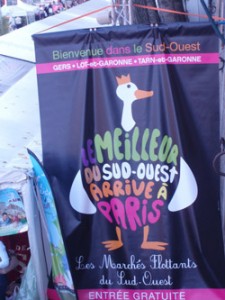 Bienvenue dans le Sud-Ouest
GERS • LOT-et-GARONNE • TARN-et-GARONNE
LE MEILLEUR
DU SUD-OUEST
ARRIVE À
PARIS
Les Marchés Flottants
du Sud-Ouest
ENTRÉE GRATUITE